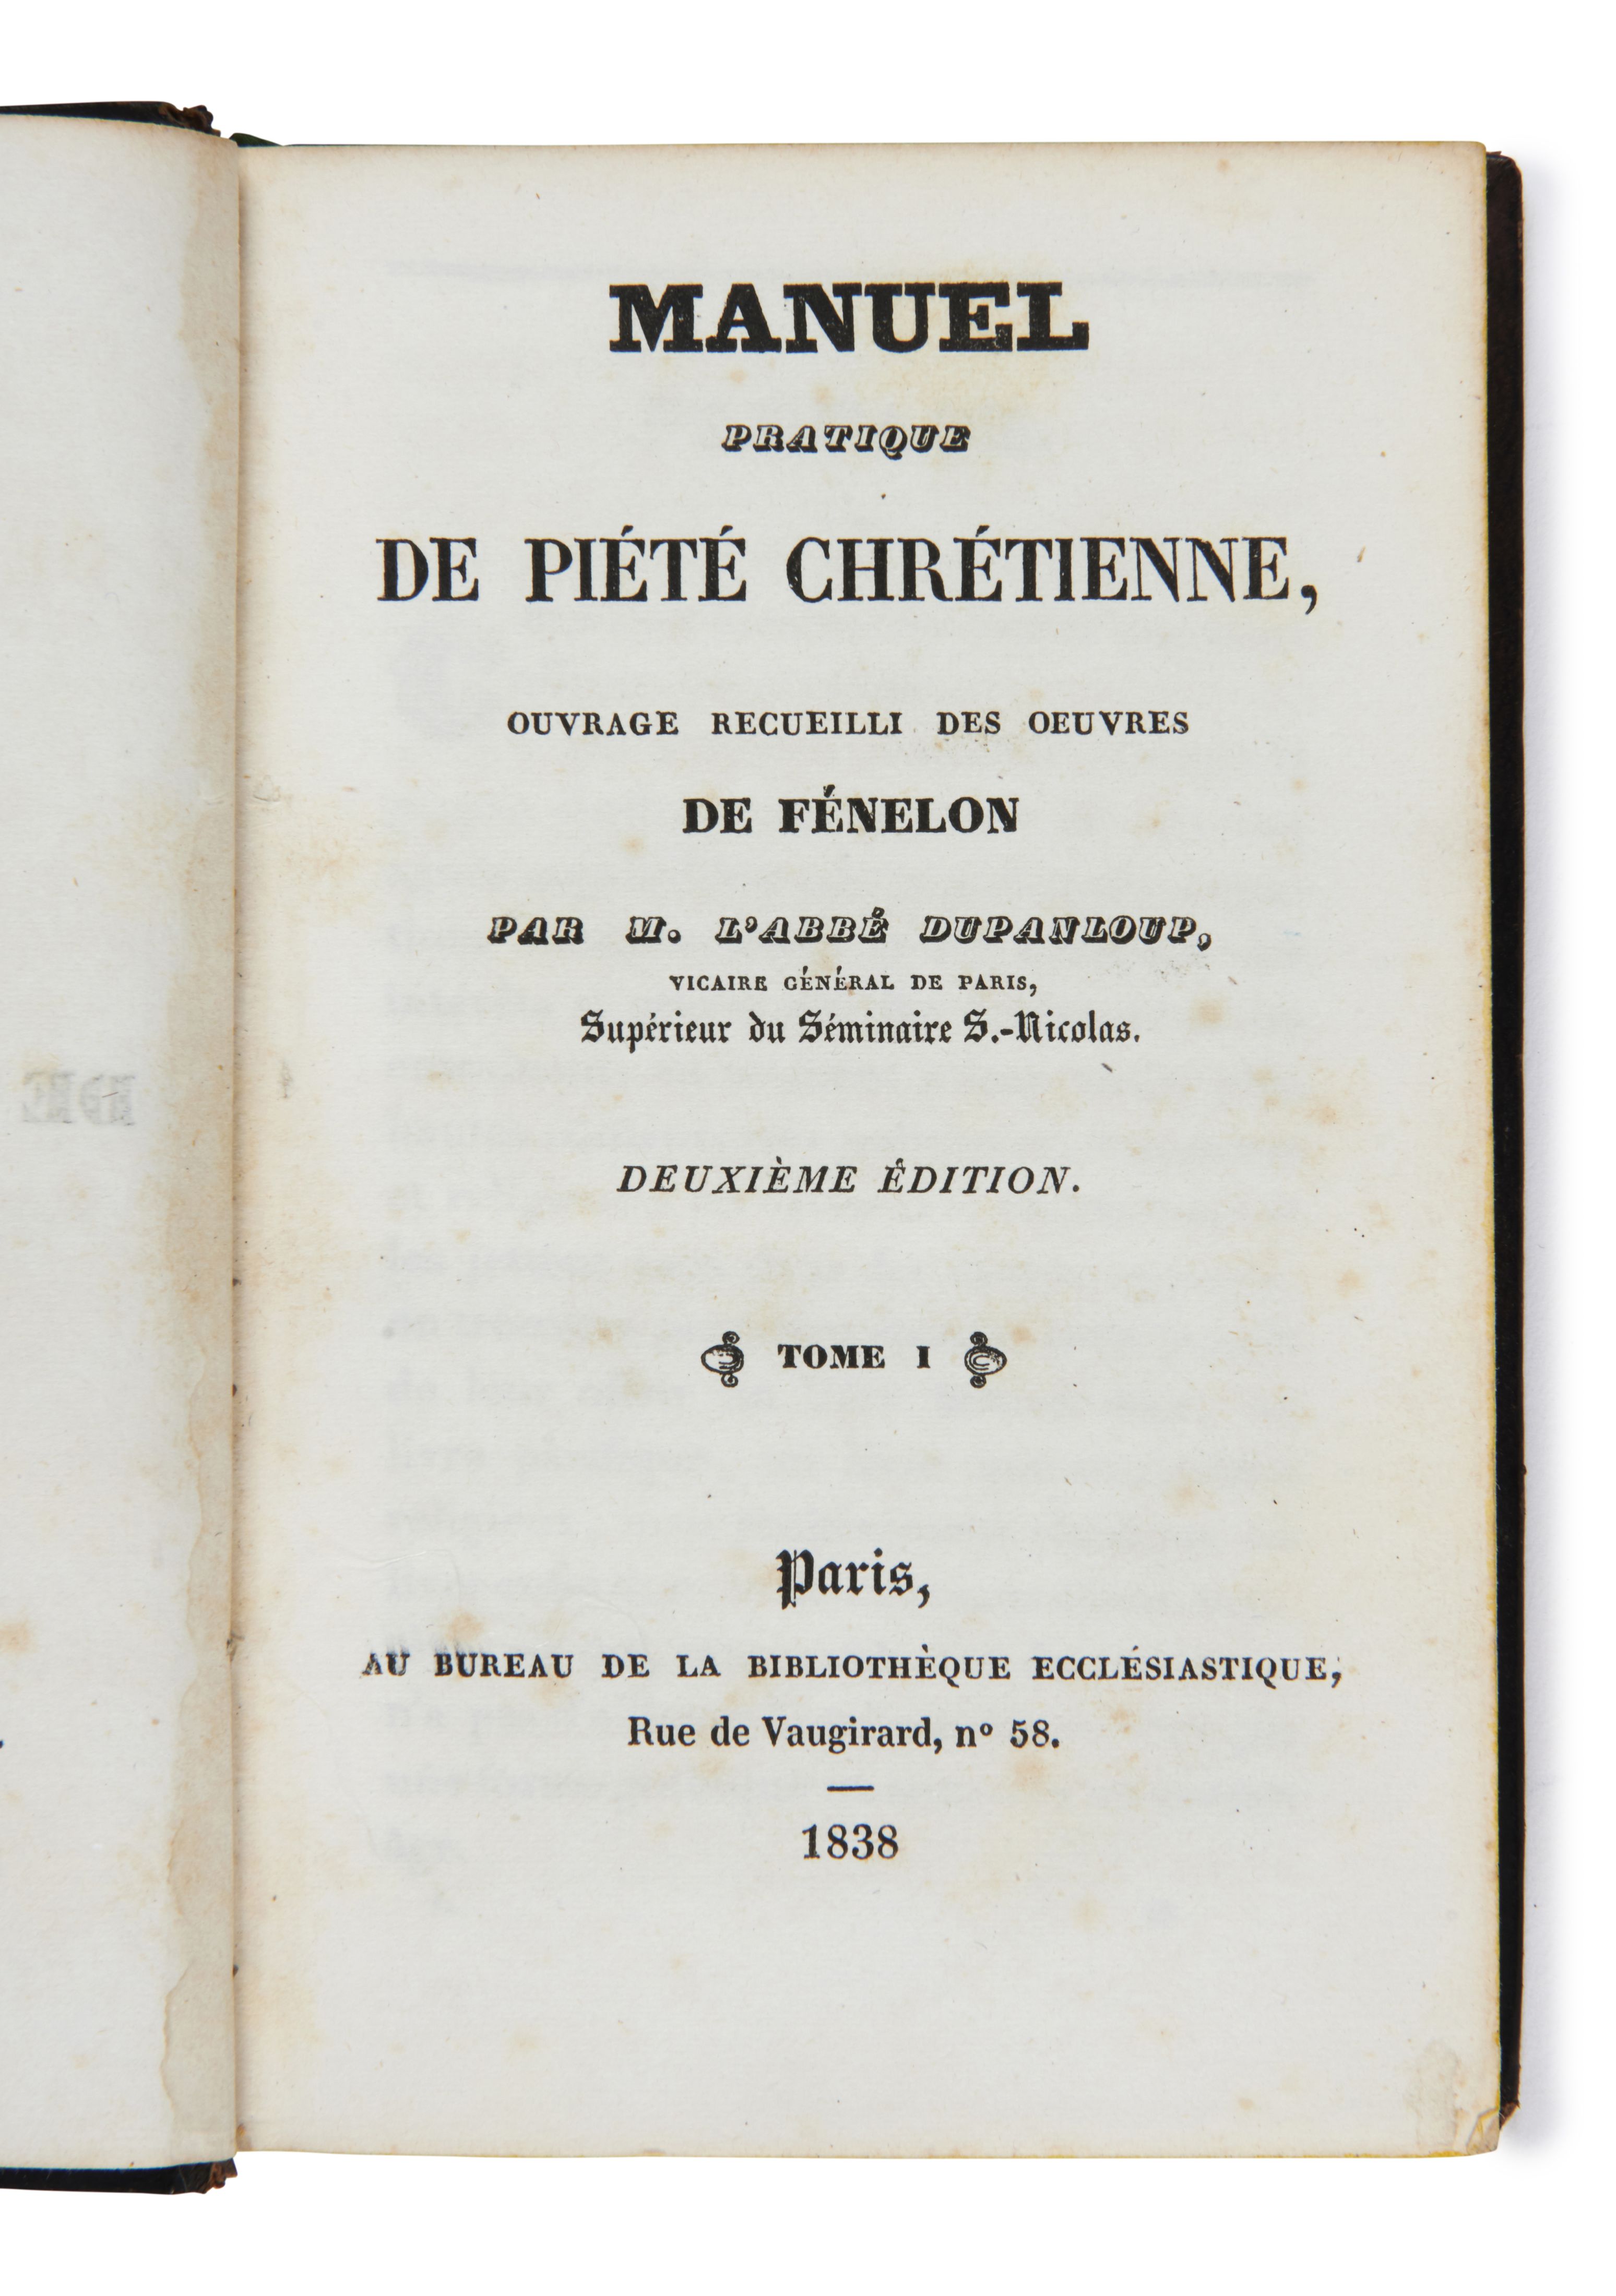 MANUEL
PRATIQUE
DE PIÉTÉ CHRÉTIENNE,
OUVRAGE RECUEILLI DES OEUVRES
DE FÉNELON
PAR M. L'ABBÉ DUPANLOUP,
VICAIRE GÉNÉRAL DE PARIS,
Supérieur du Séminaire S.-Nicolas.
DEUXIÈME ÉDITION.
TOME I
Paris,
AU BUREAU DE LA BIBLIOTHÈQUE ECCLÉSIASTIQUE,
Rue de Vaugirard, nº 58.
1838